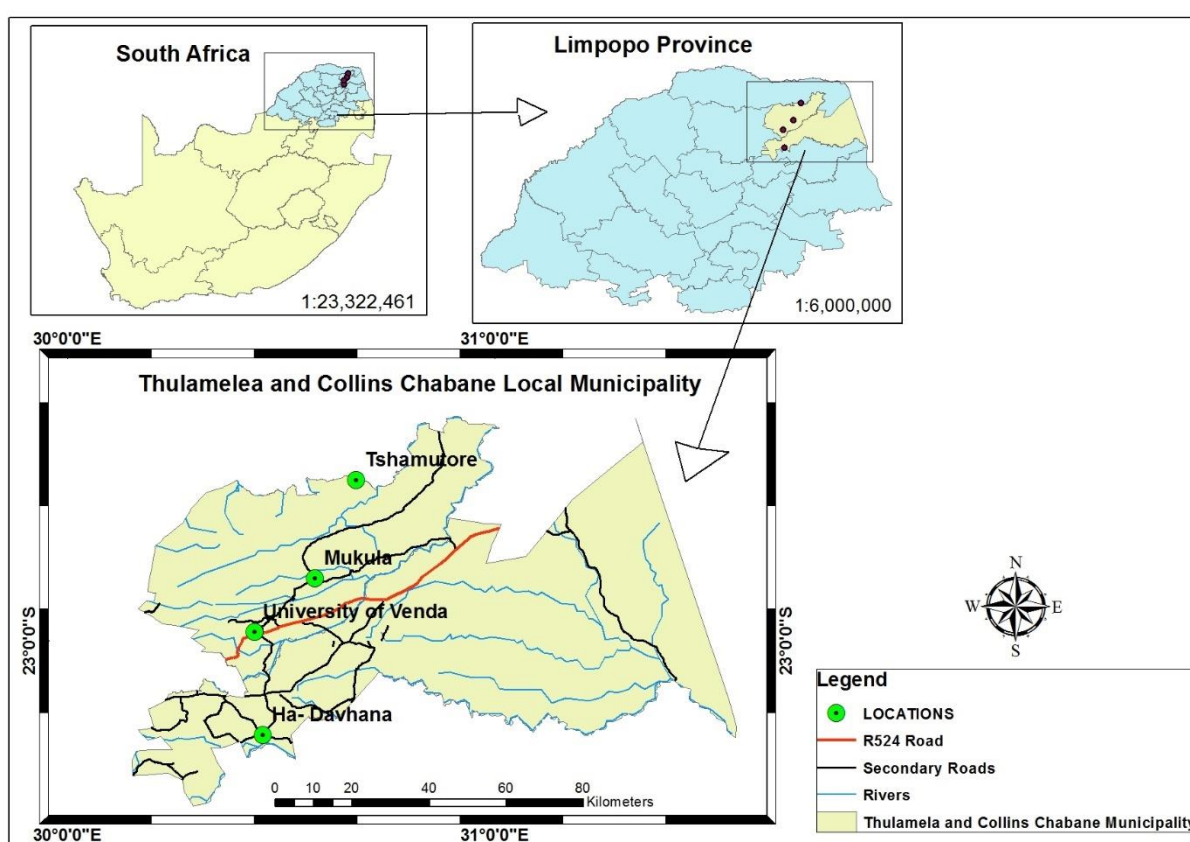 South Africa
1:23,322,461
Limpopo Province
1:6,000,000
30°0'0"E
31°0'0"E
Thulamelea and Collins Chabane Local Municipality
Tshamutore
Mukula
University of Venda
Ha- Davhana
23°0'0"S
23°0'0"S
0 5 10 20 40 60 80
Kilometers
30°0'0"E
31°0'0"E
N
W
E
S
Legend
LOCATIONS
R524 Road
Secondary Roads
Rivers
Thulamela and Collins Chabane Municipality